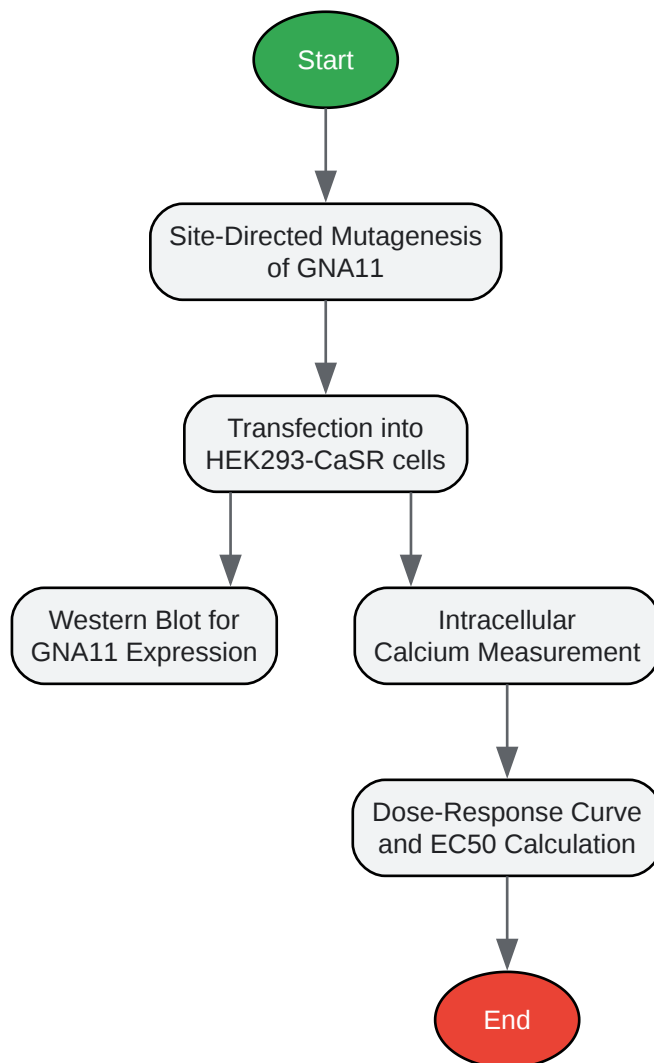 Start
Site-Directed Mutagenesis
of GNA11
Transfection into
HEK293-CaSR cells
Western Blot for
GNA11 Expression
Intracellular
Calcium Measurement
Dose-Response Curve
and EC50 Calculation
End